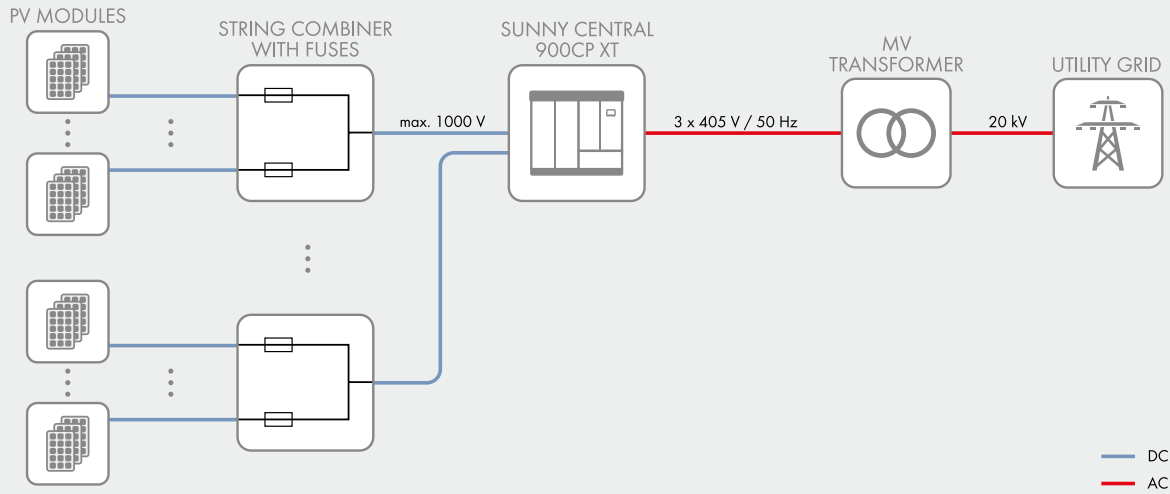 PV MODULES
STRING COMBINER
WITH FUSES
SUNNY CENTRAL
900CP XT
MV
TRANSFORMER
UTILITY GRID
max. 1000 V
3 x 405 V / 50 Hz
20 kV
DC
AC